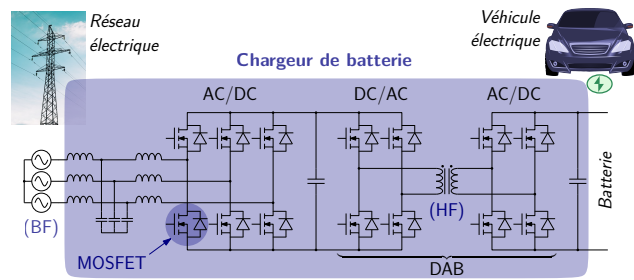 Réseau
électrique
Véhicule
électrique
Chargeur de batterie
AC/DC
DC/AC
AC/DC
(BF)
(HF)
Batterie
MOSFET
DAB